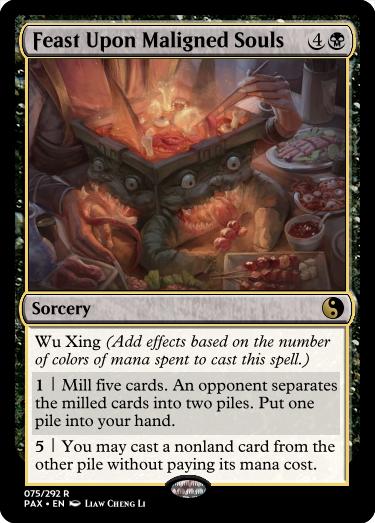 Feast Upon Maligned Souls 4
Sorcery
Wu Xing (Add effects based on the number
of colors of mana spent to cast this spell.)
1 | Mill five cards. An opponent separates
the milled cards into two piles. Put one
pile into your hand.
5 | You may cast a nonland card from the
other pile without paying its mana cost.
075/292 R
PAX • EN Liaw Cheng Li